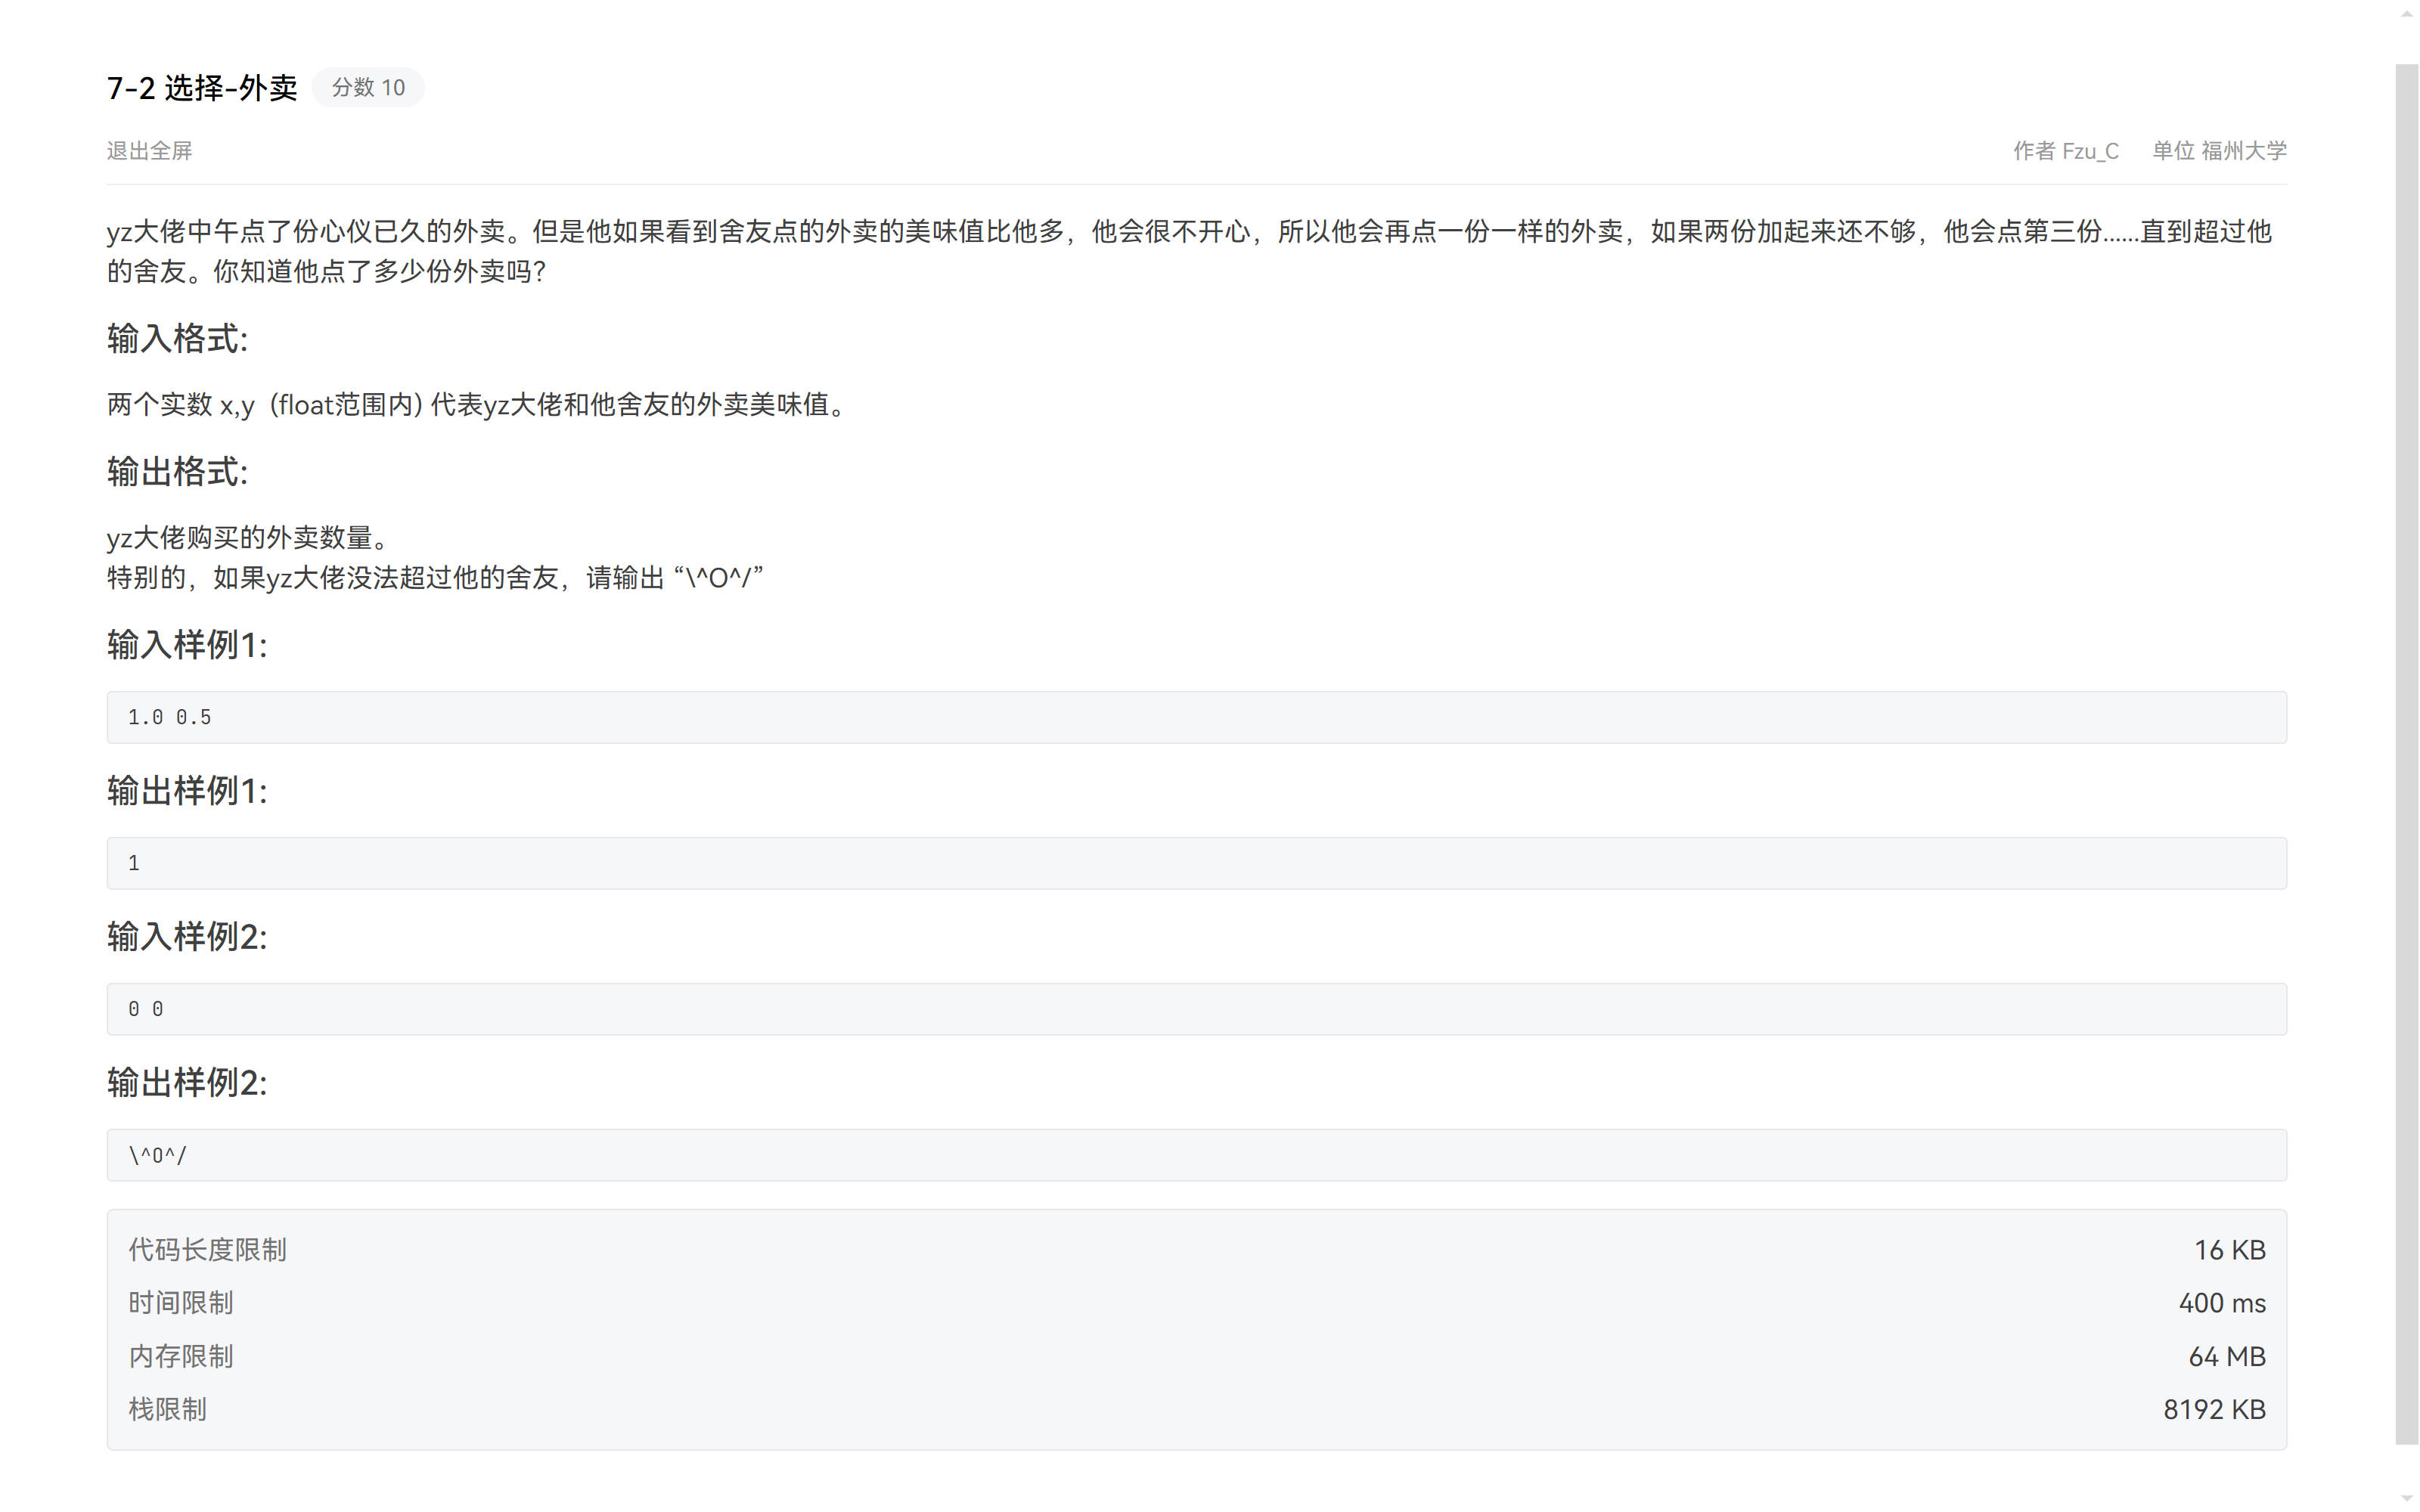 7-2 选择-外卖 分数 10
退出全屏 作者 Fzu_C 单位 福州大学
yz大佬中午点了份心仪已久的外卖。但是他如果看到舍友点的外卖的美味值比他多，他会很不开心，所以他会再点一份一样的外卖，如果两份加起来还不够，他会点第三份......直到超过他
的舍友。你知道他点了多少份外卖吗？
输入格式:
两个实数 x,y（float范围内) 代表yz大佬和他舍友的外卖美味值。
输出格式:
yz大佬购买的外卖数量。
特别的，如果yz大佬没法超过他的舍友，请输出 “\^O^/”
输入样例1:
1.0 0.5
输出样例1:
1
输入样例2:
0 0
输出样例2:
\^O^/
代码长度限制 16 KB
时间限制 400 ms
内存限制 64 MB
栈限制 8192 KB